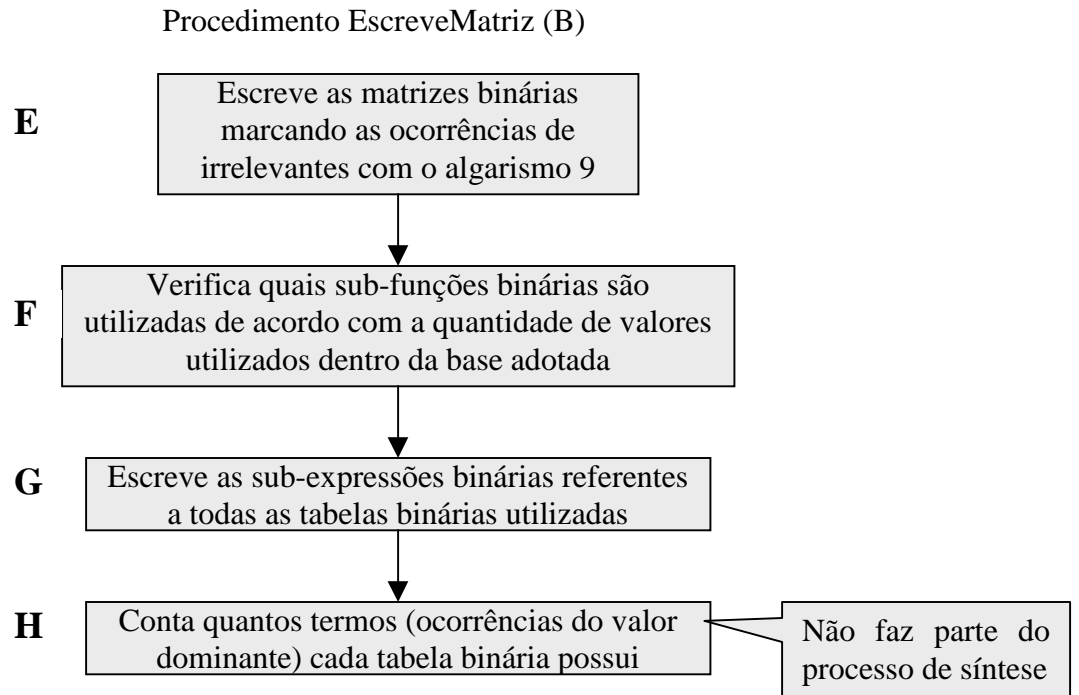 Procedimento EscreveMatriz (B)
E
Escreve as matrizes binárias
marcando as ocorrências de
irrelevantes com o algarismo 9
F
Verifica quais sub-funções binárias são
utilizadas de acordo com a quantidade de valores
utilizados dentro da base adotada
G
Escreve as sub-expressões binárias referentes
a todas as tabelas binárias utilizadas
H
Conta quantos termos (ocorrências do valor
dominante) cada tabela binária possui
Não faz parte do
processo de síntese